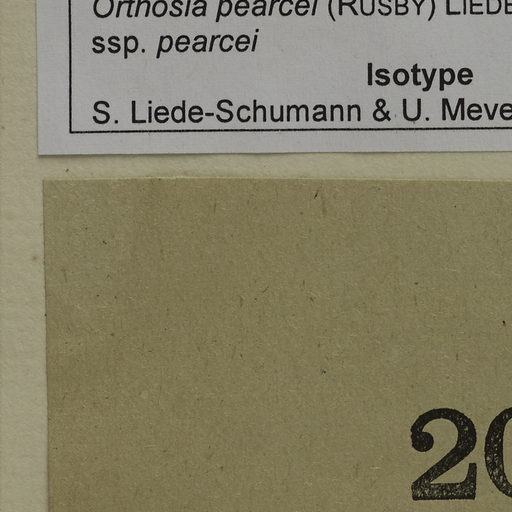 Orthosia pearcei (RUSBY) LIEDE
ssp. pearcei
Isotype
S. Liede-Schumann & U. Meve
20